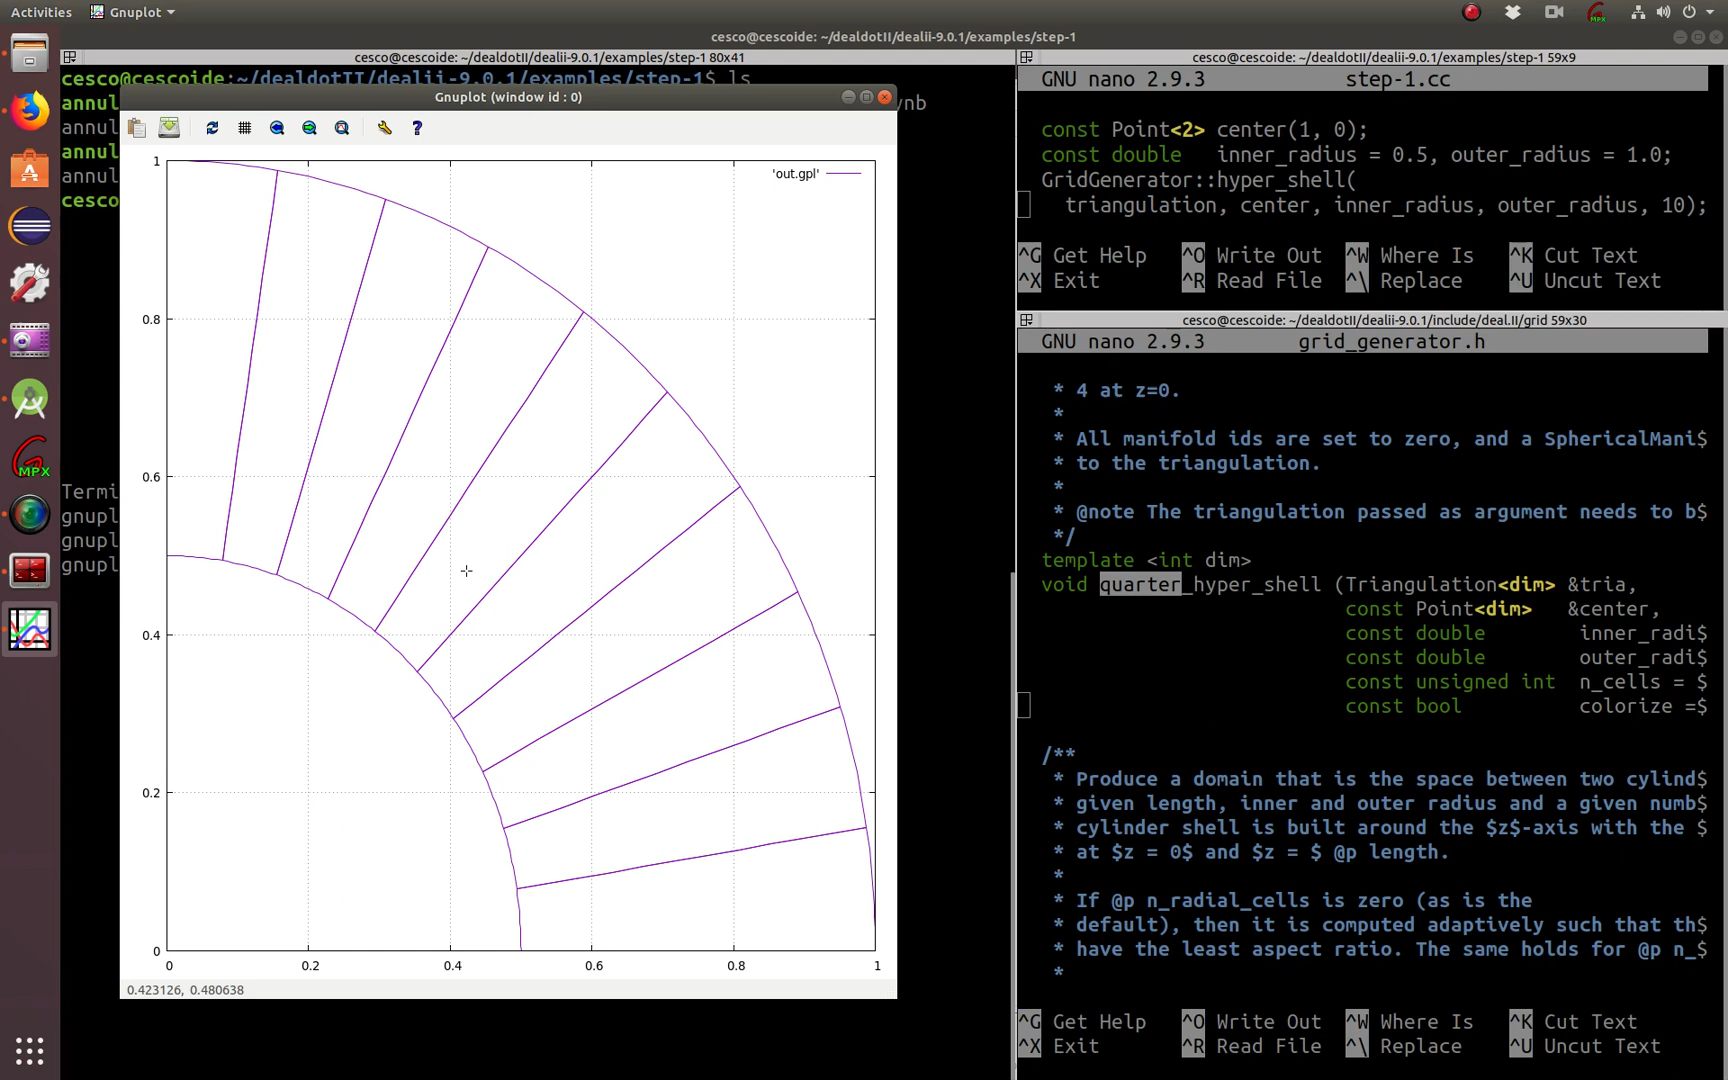 Activities
Gnuplot
MPX
cesco@cescoide: ~/dealdotII/dealii-9.0.1/examples/step-1
cesco@cescoide: ~/dealdotII/dealii-9.0.1/examples/step-1 80x41
cesco@cescoide:~/dealdotII/dealii-9.0.1/examples/step-1$ ls
annul
/nb
annul
annul
annul
cesco
Termi
gnupl
gnupl
gnupl
Gnuplot (window id : 0)
'out.gpl'
1
0.8
0.6
0.4
0.2
0
0 0.2 0.4 0.6 0.8 1
0.423126, 0.480638
MPX
cesco@cescoide: ~/dealdotII/dealii-9.0.1/examples/step-1 59x9
GNU nano 2.9.3 step-1.cc
const Point<2> center(1, 0);
const double inner_radius = 0.5, outer_radius = 1.0;
GridGenerator::hyper_shell(
triangulation, center, inner_radius, outer_radius, 10);
^G Get Help ^O Write Out ^W Where Is ^K Cut Text
^X Exit ^R Read File ^\ Replace ^U Uncut Text
cesco@cescoide: ~/dealdotII/dealii-9.0.1/include/deal.II/grid 59x30
GNU nano 2.9.3 grid_generator.h
* 4 at z=0.
*
* All manifold ids are set to zero, and a SphericalMani$
* to the triangulation.
*
* @note The triangulation passed as argument needs to b$
*/
template <int dim>
void quarter_hyper_shell (Triangulation<dim> &tria,
const Point<dim> &center,
const double inner_radi$
const double outer_radi$
const unsigned int n_cells = $
const bool colorize =$
/**
* Produce a domain that is the space between two cylind$
* given length, inner and outer radius and a given numb$
* cylinder shell is built around the $z$-axis with the $
* at $z = 0$ and $z = $ @p length.
*
* If @p n_radial_cells is zero (as is the
* default), then it is computed adaptively such that th$
* have the least aspect ratio. The same holds for @p n_$
*
^G Get Help ^O Write Out ^W Where Is ^K Cut Text
^X Exit ^R Read File ^\ Replace ^U Uncut Text